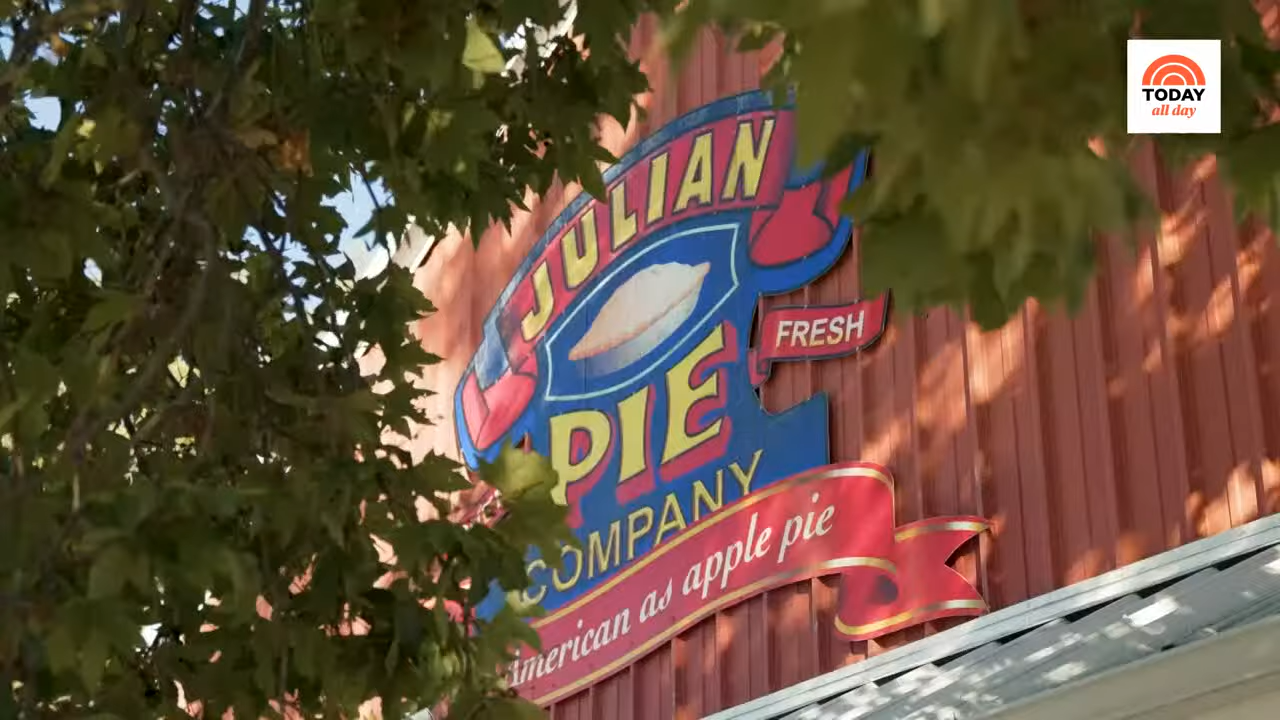 TODAY
all day
JULIAN
FRESH
PIE
COMPANY
American as apple pie